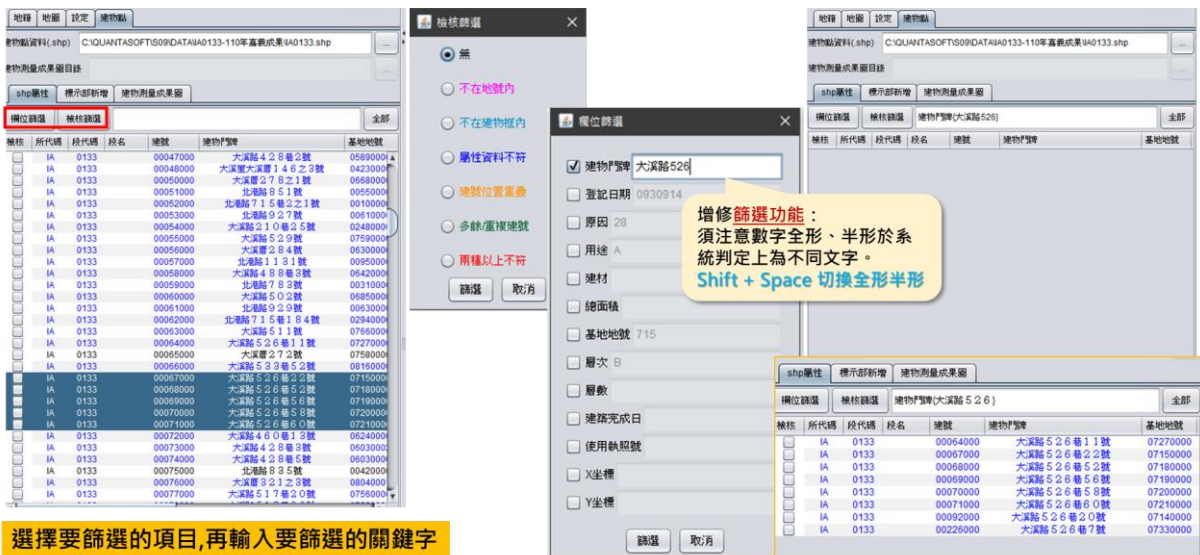 地籍 地圖 設定 建物點
建物點資料(.shp) C:\QUANTASOFT\S09\DATA\IA0133-110年嘉義成果\IA0133.shp ...
建物測量成果圖目錄 ...
shp屬性 標示部新增 建物測量成果圖
欄位篩選 檢核篩選 全部
檢核 所代碼 段代碼 段名 建號 建物門牌 基地地號
IA 0133 00047000 大溪路４２８巷２號 0589000
IA 0133 00048000 大溪里大溪厝１４６之３號 0423000
IA 0133 00050000 大溪厝２７８之１號 0668000
IA 0133 00051000 北港路８５１號 0055000
IA 0133 00052000 北港路７１５巷２之１號 0010000
IA 0133 00053000 北港路９２７號 0061000
IA 0133 00054000 大溪路２１０巷２５號 0248000
IA 0133 00055000 大溪路５２９號 0759000
IA 0133 00056000 大溪厝２８４號 0630000
IA 0133 00057000 北港路１１３１號 0095000
IA 0133 00058000 大溪路４８８巷３號 0642000
IA 0133 00059000 北港路７８３號 0031000
IA 0133 00060000 大溪路５０２號 0685000
IA 0133 00061000 北港路９２９號 0063000
IA 0133 00062000 北港路７１５巷１８４號 0294000
IA 0133 00063000 大溪路５１１號 0766000
IA 0133 00064000 大溪路５２６巷１１號 0727000
IA 0133 00065000 大溪厝２７２號 0758000
IA 0133 00066000 大溪路５３３巷５２號 0816000
IA 0133 00067000 大溪路５２６巷２２號 0715000
IA 0133 00068000 大溪路５２６巷５２號 0718000
IA 0133 00069000 大溪路５２６巷５６號 0719000
IA 0133 00070000 大溪路５２６巷５８號 0720000
IA 0133 00071000 大溪路５２６巷６０號 0721000
IA 0133 00072000 大溪路４６０巷１３號 0624000
IA 0133 00073000 大溪路４２８巷３號 0603000
IA 0133 00074000 大溪路４２８巷５號 0603000
IA 0133 00075000 北港路８３５號 0042000
IA 0133 00076000 大溪厝３２１之３號 0804000
IA 0133 00077000 大溪路５１７巷２０號 0756000
選擇要篩選的項目,再輸入要篩選的關鍵字
檢核篩選
無
不在地號內
不在建物框內
屬性資料不符
建號位置重疊
多餘/重複建號
兩種以上不符
篩選 取消
欄位篩選
建物門牌 大溪路526
登記日期 0930914
原因 28
用途 A
建材
總面積
基地地號 715
層次 B
層數
建築完成日
使用執照號
X坐標
Y坐標
篩選 取消
增修篩選功能：
須注意數字全形、半形於系
統判定上為不同文字。
Shift + Space 切換全形半形
地籍 地圖 設定 建物點
建物點資料(.shp) C:\QUANTASOFT\S09\DATA\IA0133-110年嘉義成果\IA0133.shp ...
建物測量成果圖目錄 ...
shp屬性 標示部新增 建物測量成果圖
欄位篩選 檢核篩選 建物門牌{大溪路526} 全部
檢核 所代碼 段代碼 段名 建號 建物門牌 基地地號
shp屬性 標示部新增 建物測量成果圖
欄位篩選 檢核篩選 建物門牌{大溪路５２６} 全部
檢核 所代碼 段代碼 段名 建號 建物門牌 基地地號
IA 0133 00064000 大溪路５２６巷１１號 07270000
IA 0133 00067000 大溪路５２６巷２２號 07150000
IA 0133 00068000 大溪路５２６巷５２號 07180000
IA 0133 00069000 大溪路５２６巷５６號 07190000
IA 0133 00070000 大溪路５２６巷５８號 07200000
IA 0133 00071000 大溪路５２６巷６０號 07210000
IA 0133 00092000 大溪路５２６巷２０號 07140000
IA 0133 00226000 大溪路５２６巷７號 07330000